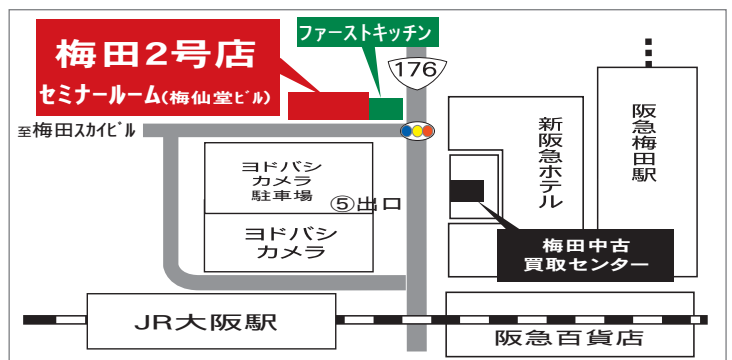 梅田2号店
セミナールーム(梅仙堂ビル)
ファーストキッチン
176
至梅田スカイビル
ヨドバシ
カメラ
駐車場
⑤出口
ヨドバシ
カメラ
新阪急ホテル
阪急梅田駅
梅田中古
買取センター
JR大阪駅
阪急百貨店